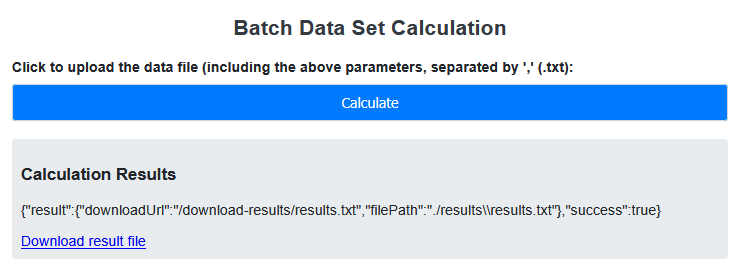 Batch Data Set Calculation
Click to upload the data file (including the above parameters, separated by ',' (.txt):
Calculate
Calculation Results
{"result":{"downloadUrl":"/download-results/results.txt","filePath":"./results\\results.txt"},"success":true}
Download result file